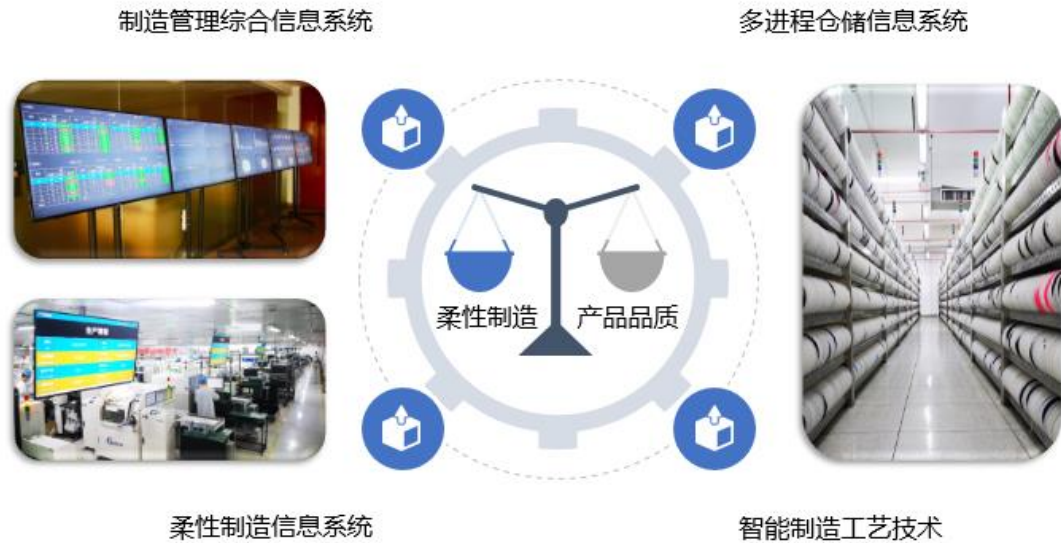 制造管理综合信息系统
多进程仓储信息系统
柔性制造
产品品质
柔性制造信息系统
智能制造工艺技术